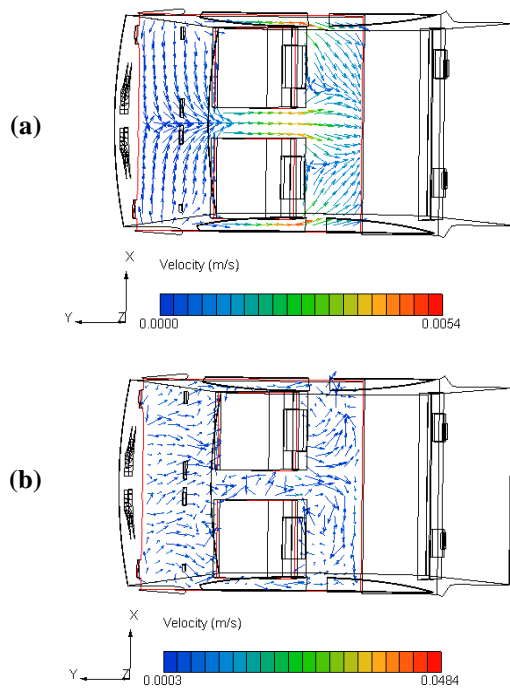 (a)
X
Y
Z
Velocity (m/s)
0.0000
0.0054
(b)
X
Y
Z
Velocity (m/s)
0.0003
0.0484